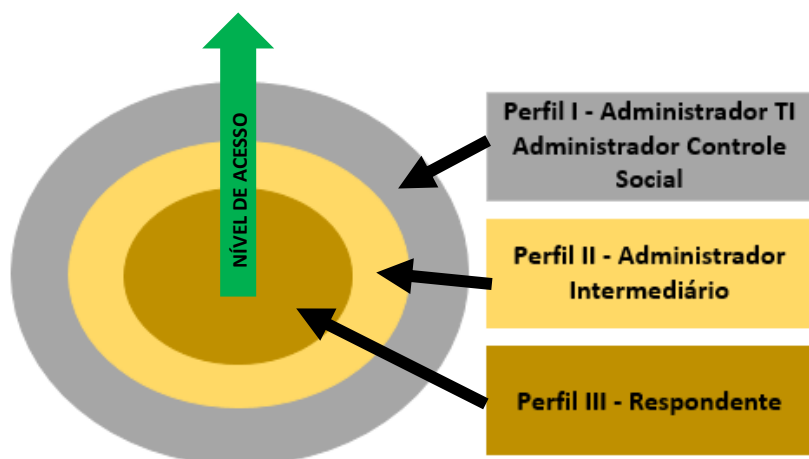 NÍVEL DE ACESSO
Perfil I - Administrador TI
Administrador Controle
Social
Perfil II - Administrador
Intermediário
Perfil III - Respondente